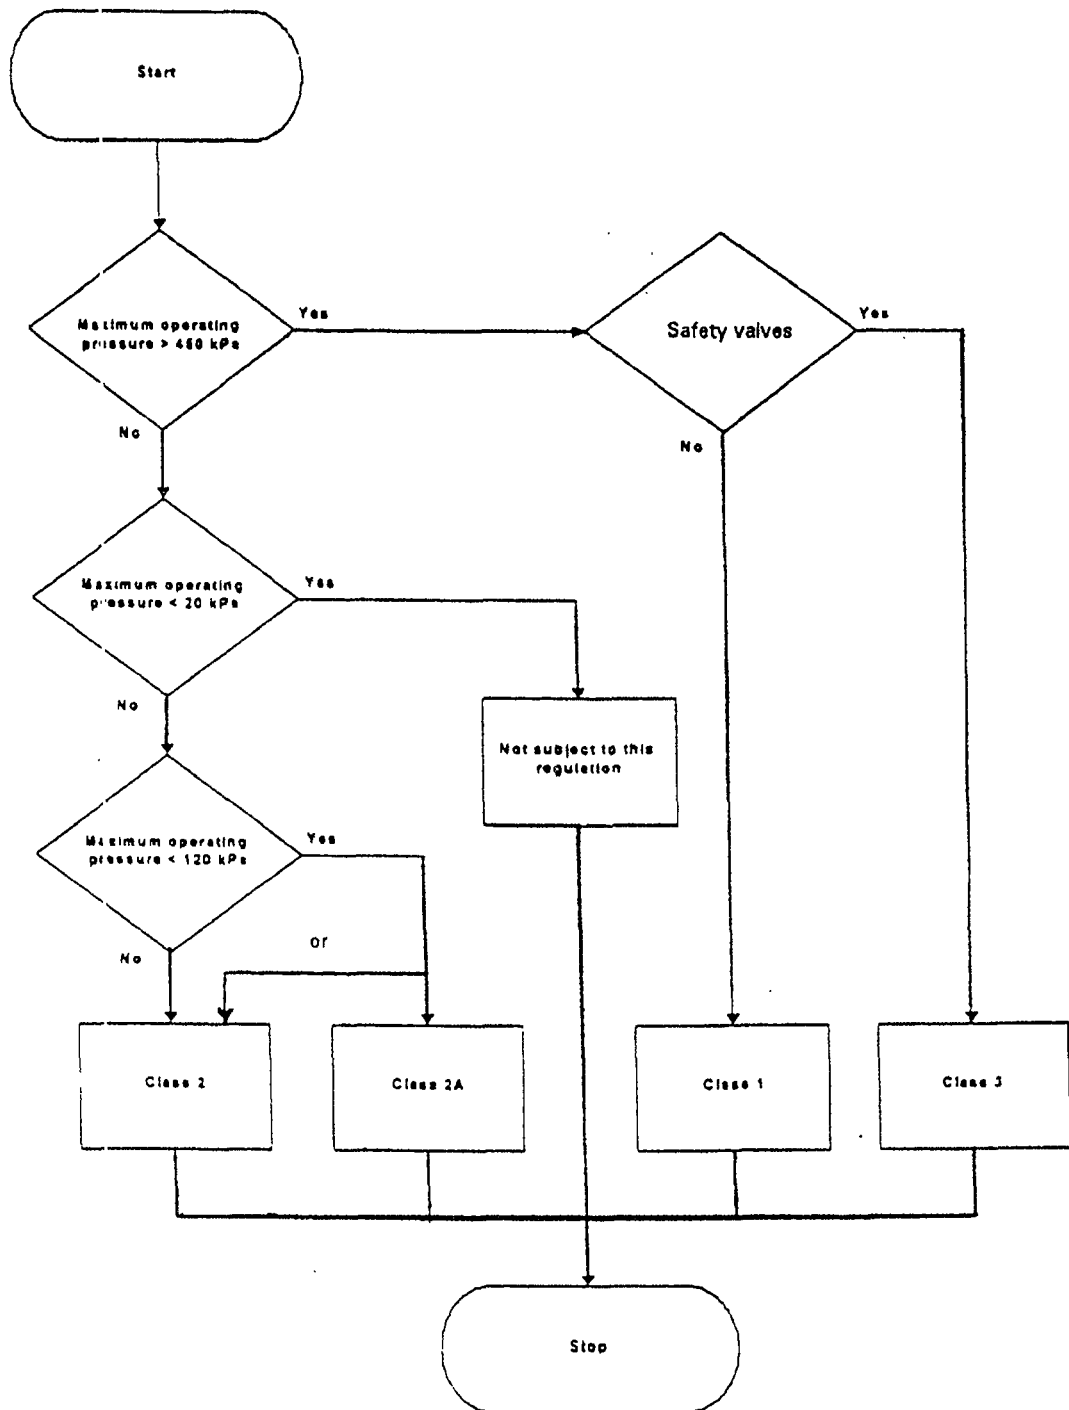 Start
Maximum operating
pressure > 450 kPa
Yes
No
Safety valves
Yes
No
Maximum operating
pressure < 20 kPa
Yes
No
Not subject to this
regulation
Maximum operating
pressure < 120 kPa
Yes
No
or
Class 2
Class 2A
Class 1
Class 3
Stop